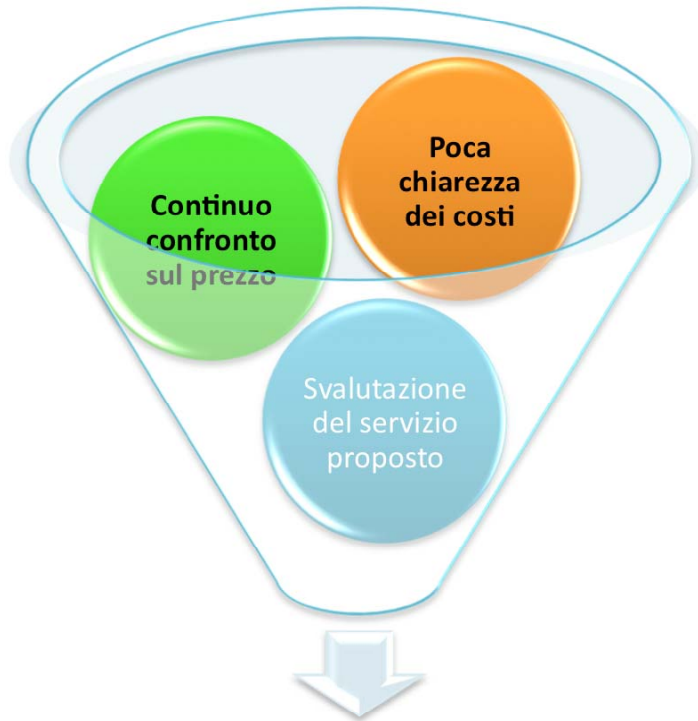 Poca
chiarezza
dei costi
Continuo
confronto
sul prezzo
Svalutazione
del servizio
proposto